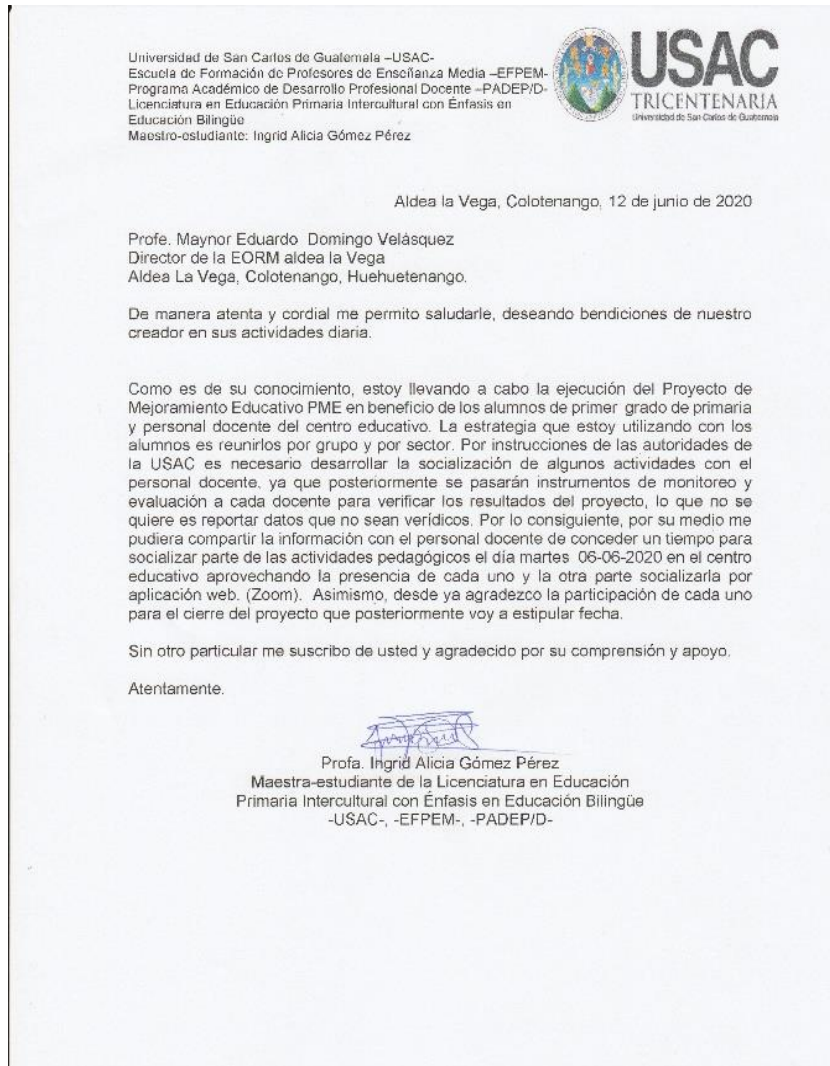 Universidad de San Carlos de Guatemala –USAC-
Escuela de Formación de Profesores de Enseñanza Media –EFPEM-
Programa Académico de Desarrollo Profesional Docente –PADEP/D-
Licenciatura en Educación Primaria Intercultural con Énfasis en
Educación Bilingüe
Maestro-estudiante: Ingrid Alicia Gómez Pérez
USAC
TRICENTENARIA
Universidad de San Carlos de Guatemala
Aldea la Vega, Colotenango, 12 de junio de 2020
Profe. Maynor Eduardo Domingo Velásquez
Director de la EORM aldea la Vega
Aldea La Vega, Colotenango, Huehuetenango.
De manera atenta y cordial me permito saludarle, deseando bendiciones de nuestro
creador en sus actividades diaria.
Como es de su conocimiento, estoy llevando a cabo la ejecución del Proyecto de
Mejoramiento Educativo PME en beneficio de los alumnos de primer grado de primaria
y personal docente del centro educativo. La estrategia que estoy utilizando con los
alumnos es reunirlos por grupo y por sector. Por instrucciones de las autoridades de
la USAC es necesario desarrollar la socialización de algunos actividades con el
personal docente, ya que posteriormente se pasarán instrumentos de monitoreo y
evaluación a cada docente para verificar los resultados del proyecto, lo que no se
quiere es reportar datos que no sean verídicos. Por lo consiguiente, por su medio me
pudiera compartir la información con el personal docente de conceder un tiempo para
socializar parte de las actividades pedagógicos el día martes 06-06-2020 en el centro
educativo aprovechando la presencia de cada uno y la otra parte socializarla por
aplicación web. (Zoom). Asimismo, desde ya agradezco la participación de cada uno
para el cierre del proyecto que posteriormente voy a estipular fecha.
Sin otro particular me suscribo de usted y agradecido por su comprensión y apoyo.
Atentamente.
Profa. Ingrid Alicia Gómez Pérez
Maestra-estudiante de la Licenciatura en Educación
Primaria Intercultural con Énfasis en Educación Bilingüe
-USAC-, -EFPEM-, -PADEP/D-